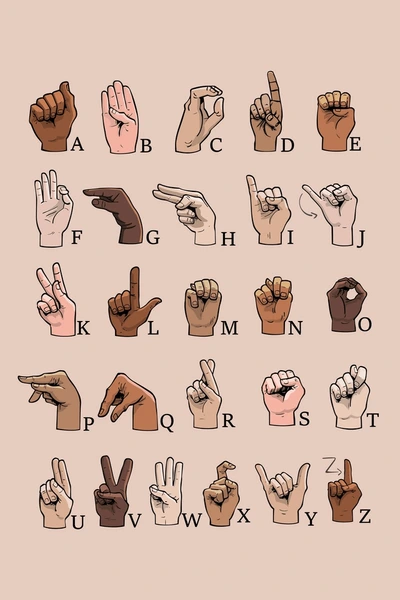 A B C D E
F G H I J
K L M N O
P Q R S T
U V W X Y Z